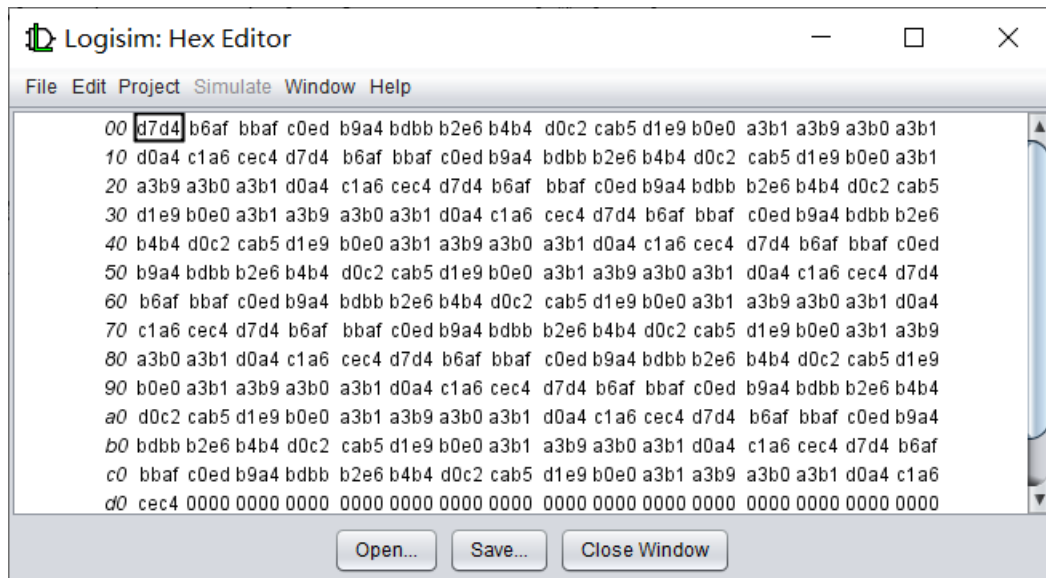 Logisim: Hex Editor
File Edit Project Simulate Window Help
00 d7d4 b6af bbaf c0ed b9a4 bdbb b2e6 b4b4 d0c2 cab5 d1e9 b0e0 a3b1 a3b9 a3b0 a3b1
10 d0a4 c1a6 cec4 d7d4 b6af bbaf c0ed b9a4 bdbb b2e6 b4b4 d0c2 cab5 d1e9 b0e0 a3b1
20 a3b9 a3b0 a3b1 d0a4 c1a6 cec4 d7d4 b6af bbaf c0ed b9a4 bdbb b2e6 b4b4 d0c2 cab5
30 d1e9 b0e0 a3b1 a3b9 a3b0 a3b1 d0a4 c1a6 cec4 d7d4 b6af bbaf c0ed b9a4 bdbb b2e6
40 b4b4 d0c2 cab5 d1e9 b0e0 a3b1 a3b9 a3b0 a3b1 d0a4 c1a6 cec4 d7d4 b6af bbaf c0ed
50 b9a4 bdbb b2e6 b4b4 d0c2 cab5 d1e9 b0e0 a3b1 a3b9 a3b0 a3b1 d0a4 c1a6 cec4 d7d4
60 b6af bbaf c0ed b9a4 bdbb b2e6 b4b4 d0c2 cab5 d1e9 b0e0 a3b1 a3b9 a3b0 a3b1 d0a4
70 c1a6 cec4 d7d4 b6af bbaf c0ed b9a4 bdbb b2e6 b4b4 d0c2 cab5 d1e9 b0e0 a3b1 a3b9
80 a3b0 a3b1 d0a4 c1a6 cec4 d7d4 b6af bbaf c0ed b9a4 bdbb b2e6 b4b4 d0c2 cab5 d1e9
90 b0e0 a3b1 a3b9 a3b0 a3b1 d0a4 c1a6 cec4 d7d4 b6af bbaf c0ed b9a4 bdbb b2e6 b4b4
a0 d0c2 cab5 d1e9 b0e0 a3b1 a3b9 a3b0 a3b1 d0a4 c1a6 cec4 d7d4 b6af bbaf c0ed b9a4
b0 bdbb b2e6 b4b4 d0c2 cab5 d1e9 b0e0 a3b1 a3b9 a3b0 a3b1 d0a4 c1a6 cec4 d7d4 b6af
c0 bbaf c0ed b9a4 bdbb b2e6 b4b4 d0c2 cab5 d1e9 b0e0 a3b1 a3b9 a3b0 a3b1 d0a4 c1a6
d0 cec4 0000 0000 0000 0000 0000 0000 0000 0000 0000 0000 0000 0000 0000 0000 0000
Open... Save... Close Window